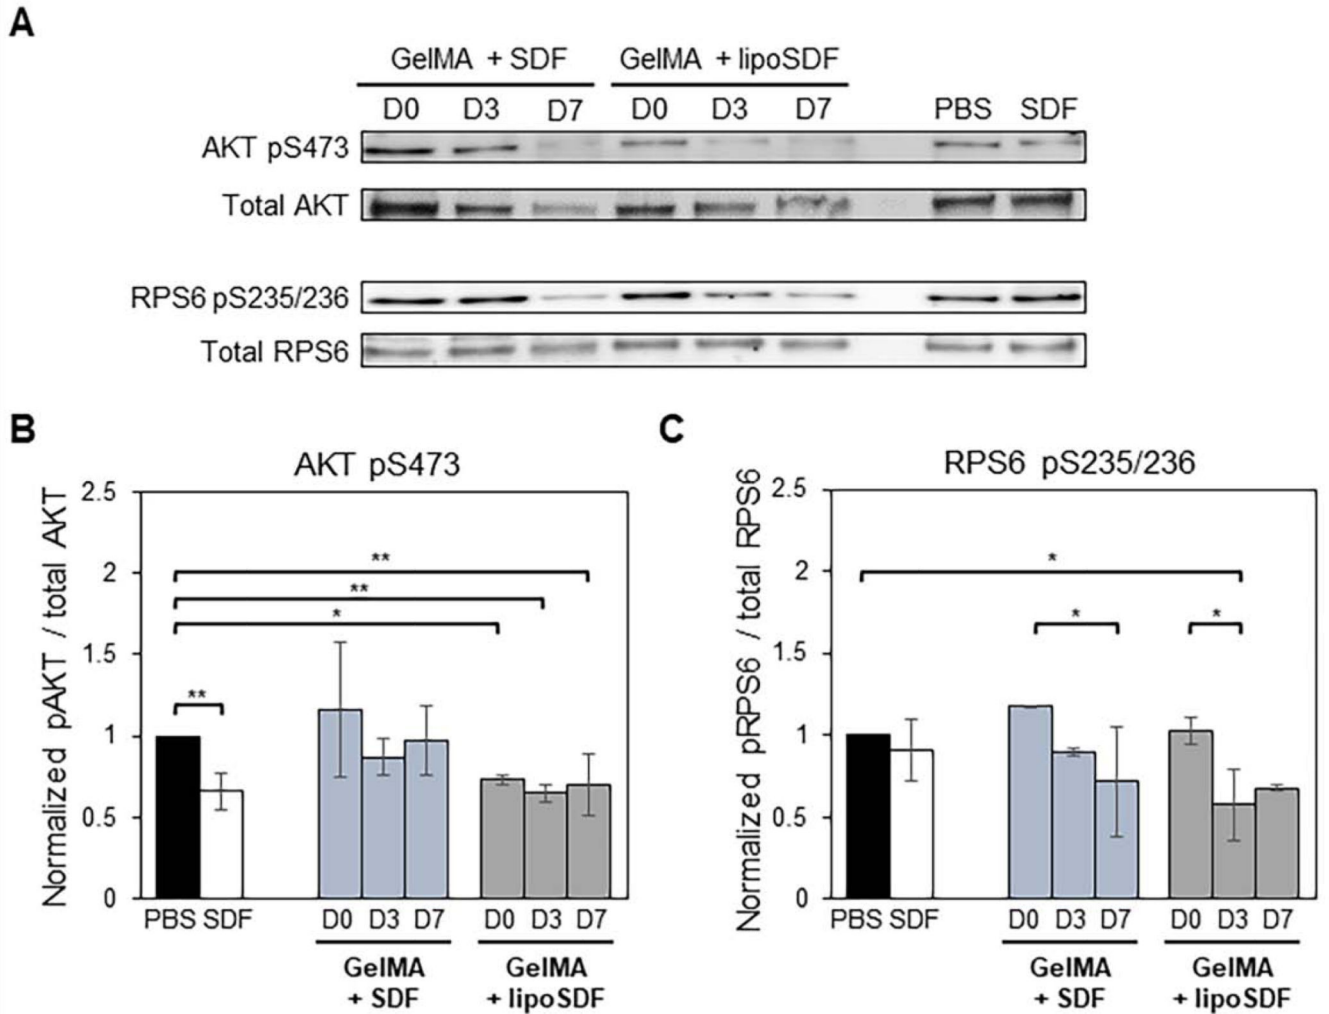 A
GelMA + SDF GelMA + lipoSDF
D0 D3 D7 D0 D3 D7 PBS SDF
AKT pS473
Total AKT
RPS6 pS235/236
Total RPS6
B
AKT pS473
Normalized pAKT / total AKT
2.5
2
1.5
1
0.5
0
**
**
*
**
PBS SDF D0 D3 D7 D0 D3 D7
GelMA
+ SDF
GelMA
+ lipoSDF
C
RPS6 pS235/236
Normalized pRPS6 / total RPS6
2.5
2
1.5
1
0.5
0
*
*
*
PBS SDF D0 D3 D7 D0 D3 D7
GelMA
+ SDF
GelMA
+ lipoSDF